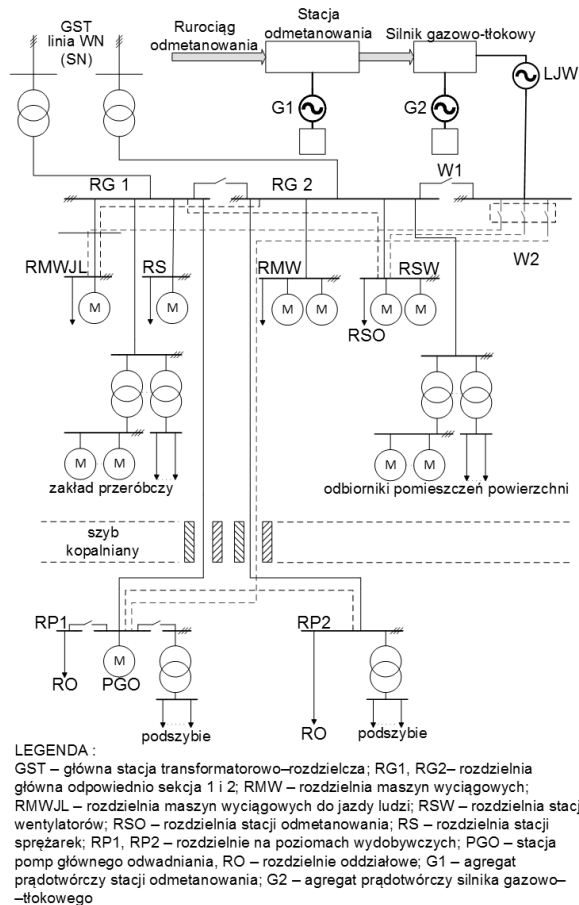 GST
linia WN
(SN)
Rurociąg
odmetanowania
Stacja
odmetanowania
Silnik gazowo-tłokowy
LJW
G1
G2
W1
RG 1
RG 2
W2
RMWJL
RS
RMW
RSW
M
M
M
M
M
M
RSO
M
M
M
M
zakład przeróbczy
odbiorniki pomieszczeń powierzchni
szyb
kopalniany
RP1
RP2
M
RO
PGO
RO
podszybie
podszybie
LEGENDA :
GST – główna stacja transformatorowo–rozdzielcza; RG1, RG2– rozdzielnia
główna odpowiednio sekcja 1 i 2; RMW – rozdzielnia maszyn wyciągowych;
RMWJL – rozdzielnia maszyn wyciągowych do jazdy ludzi; RSW – rozdzielnia stacj
wentylatorów; RSO – rozdzielnia stacji odmetanowania; RS – rozdzielnia stacji
sprężarek; RP1, RP2 – rozdzielnie na poziomach wydobywczych; PGO – stacja
pomp głównego odwadniania, RO – rozdzielnie oddziałowe; G1 – agregat
prądotwórczy stacji odmetanowania; G2 – agregat prądotwórczy silnika gazowo–
–tłokowego